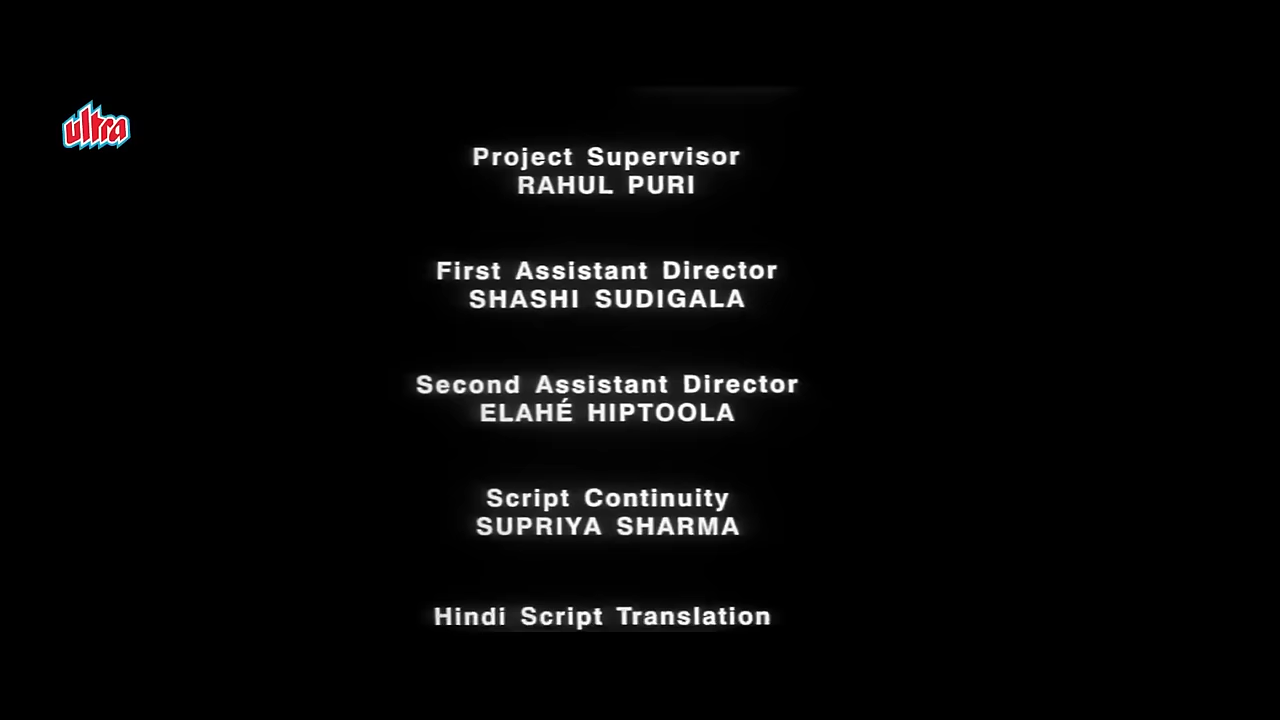 ultra
Project Supervisor
RAHUL PURI
First Assistant Director
SHASHI SUDIGALA
Second Assistant Director
ELAHÉ HIPTOOLA
Script Continuity
SUPRIYA SHARMA
Hindi Script Translation